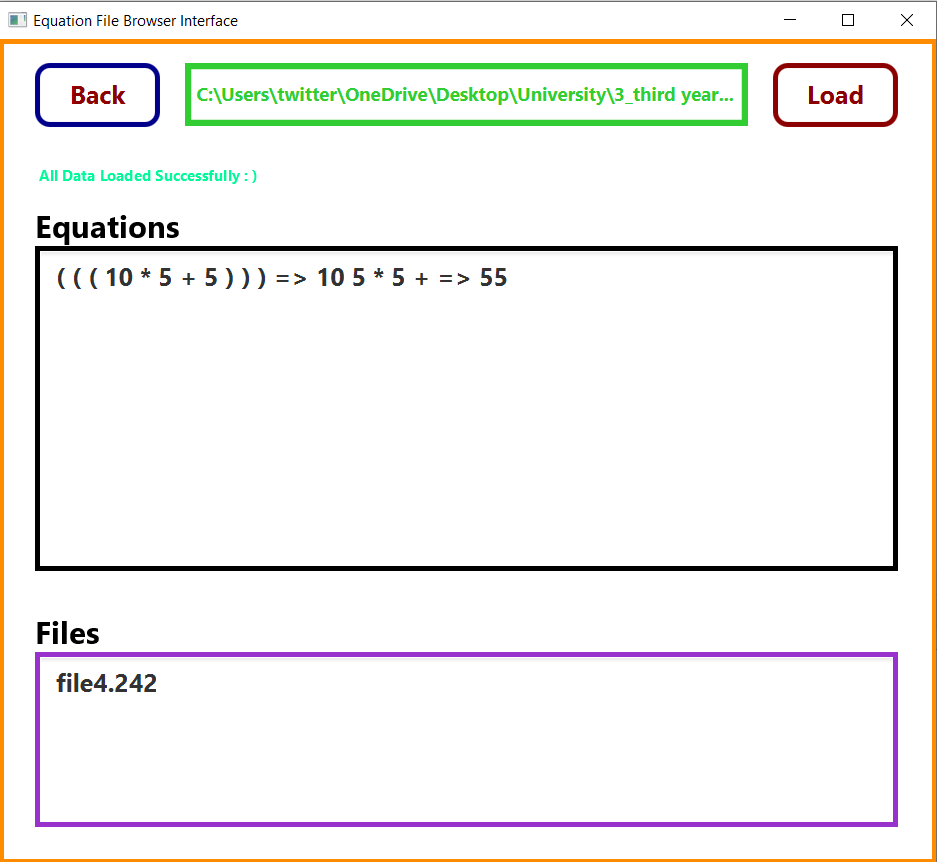 Equation File Browser Interface
Back
C:\Users\twitter\OneDrive\Desktop\University\3_third year...
Load
All Data Loaded Successfully : )
Equations
( ( ( 10 * 5 + 5 ) ) ) => 10 5 * 5 + => 55
Files
file4.242